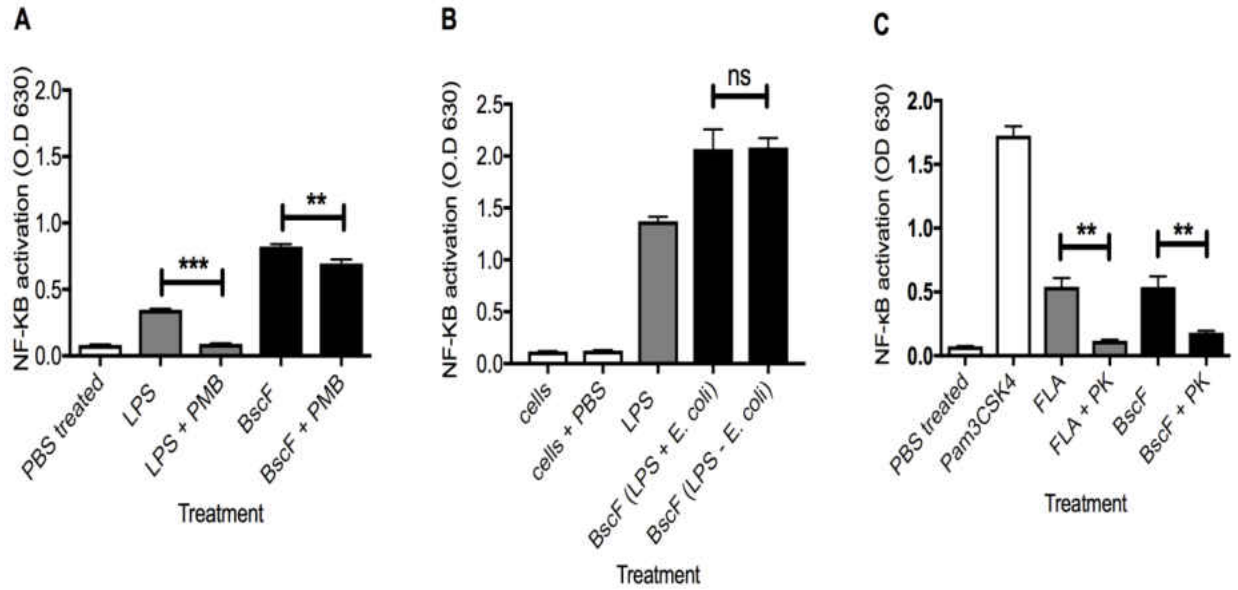 A
NF-KB activation (O.D 630)
2.0
1.5
1.0
0.5
0.0
***
**
PBS treated
LPS
LPS + PMB
BscF
BscF + PMB
Treatment
B
NF-KB activation (O.D 630)
2.5
2.0
1.5
1.0
0.5
0.0
ns
cells
cells + PBS
LPS
BscF (LPS + E. coli)
BscF (LPS - E. coli)
Treatment
C
NF-κB activation (OD 630)
2.0
1.5
1.0
0.5
0.0
**
**
PBS treated
Pam3CSK4
FLA
FLA + PK
BscF
BscF + PK
Treatment